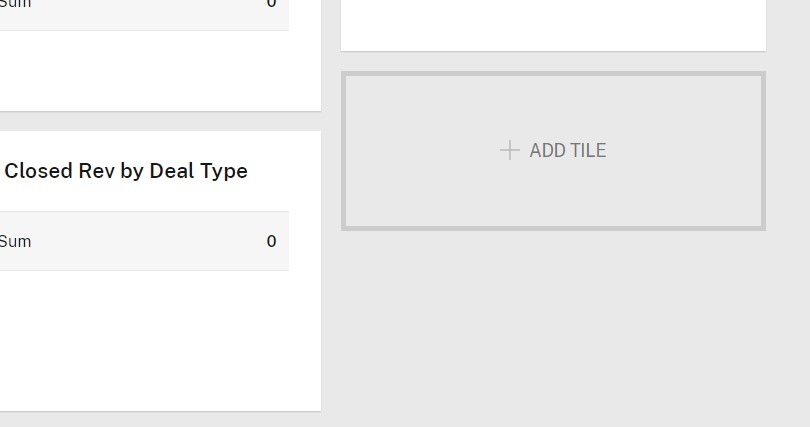 Sum 0
Closed Rev by Deal Type
Sum 0
ADD TILE